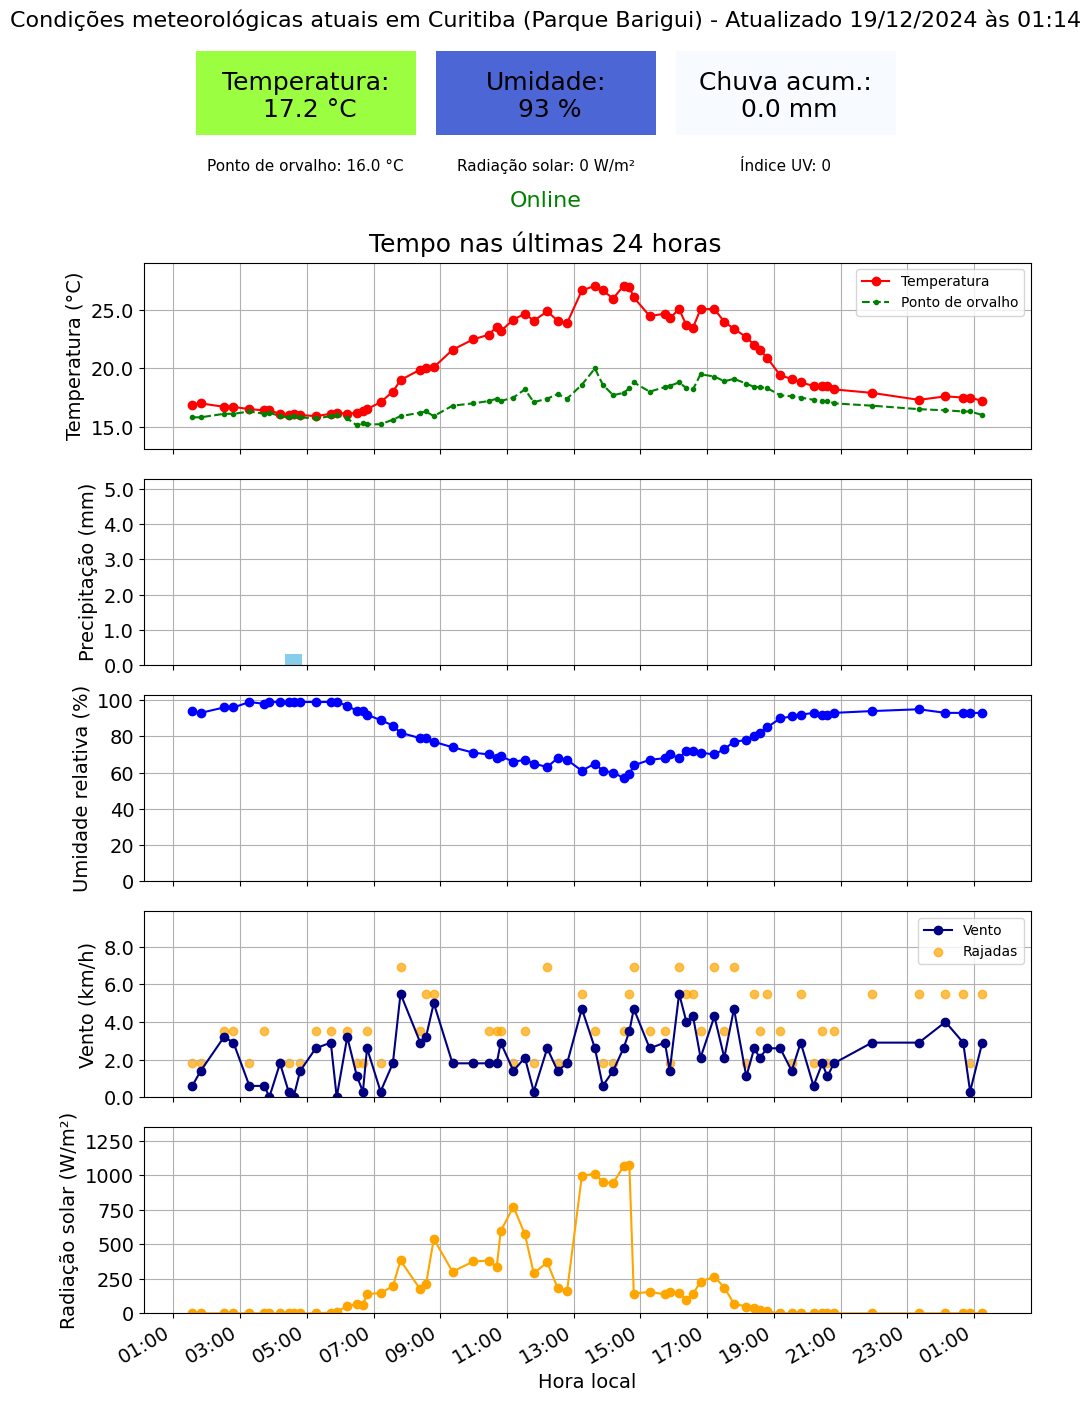 Condições meteorológicas atuais em Curitiba (Parque Barigui) - Atualizado 19/12/2024 às 01:14
Temperatura:
17.2 °C
Umidade:
93 %
Chuva acum.:
0.0 mm
Ponto de orvalho: 16.0 °C
Radiação solar: 0 W/m²
Índice UV: 0
Online
Tempo nas últimas 24 horas
Temperatura (°C)
25.0
20.0
15.0
Temperatura
Ponto de orvalho
Precipitação (mm)
5.0
4.0
3.0
2.0
1.0
0.0
Umidade relativa (%)
100
80
60
40
20
0
Vento (km/h)
8.0
6.0
4.0
2.0
0.0
Vento
Rajadas
Radiação solar (W/m²)
1250
1000
750
500
250
0
01:00
03:00
05:00
07:00
09:00
11:00
13:00
15:00
17:00
19:00
21:00
23:00
01:00
Hora local